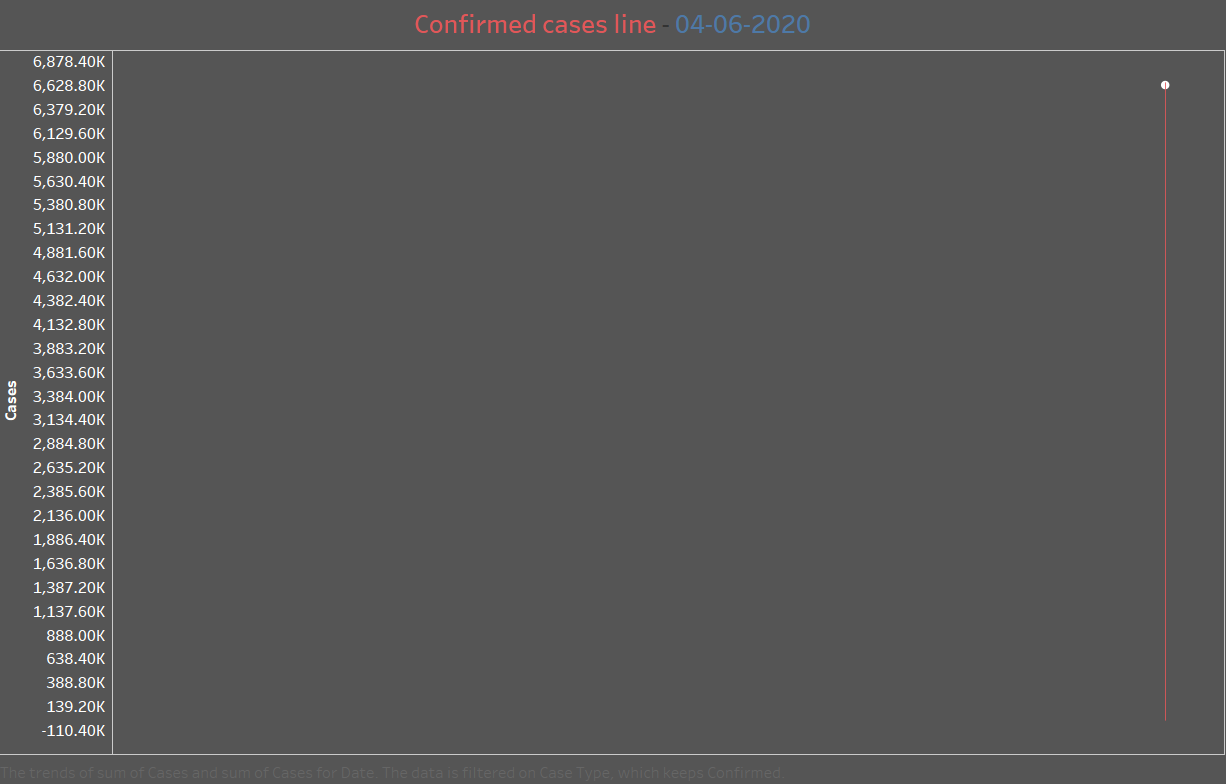 Confirmed cases line - 04-06-2020
6,878.40K
6,628.80K
6,379.20K
6,129.60K
5,880.00K
5,630.40K
5,380.80K
5,131.20K
4,881.60K
4,632.00K
4,382.40K
4,132.80K
3,883.20K
3,633.60K
3,384.00K
3,134.40K
2,884.80K
2,635.20K
2,385.60K
2,136.00K
1,886.40K
1,636.80K
1,387.20K
1,137.60K
888.00K
638.40K
388.80K
139.20K
-110.40K
Cases
The trends of sum of Cases and sum of Cases for Date. The data is filtered on Case Type, which keeps Confirmed.